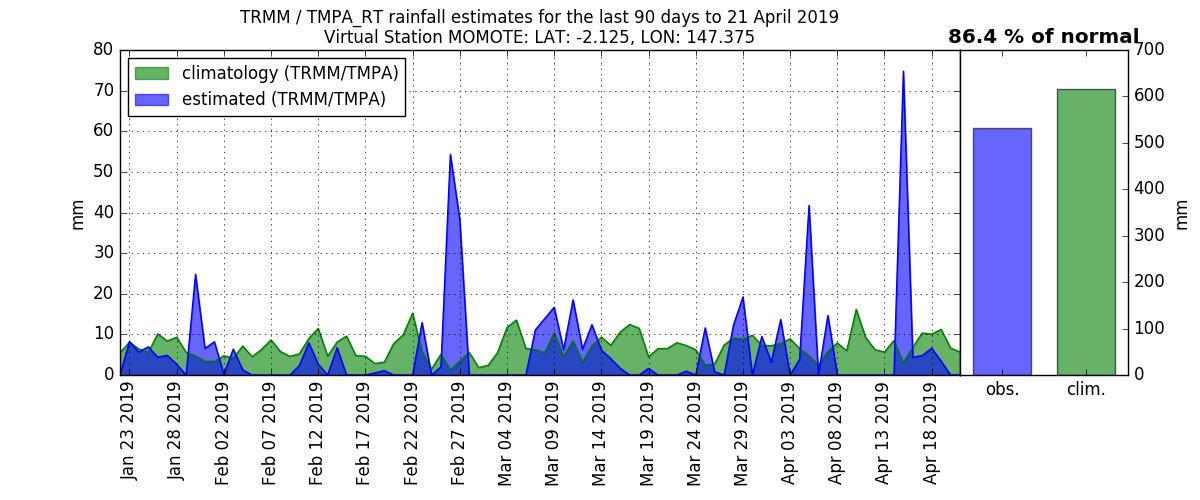 TRMM / TMPA_RT rainfall estimates for the last 90 days to 21 April 2019
Virtual Station MOMOTE: LAT: -2.125, LON: 147.375
86.4 % of normal
climatology (TRMM/TMPA)
estimated (TRMM/TMPA)
80
70
60
50
40
30
20
10
0
mm
Jan 23 2019
Jan 28 2019
Feb 02 2019
Feb 07 2019
Feb 12 2019
Feb 17 2019
Feb 22 2019
Feb 27 2019
Mar 04 2019
Mar 09 2019
Mar 14 2019
Mar 19 2019
Mar 24 2019
Mar 29 2019
Apr 03 2019
Apr 08 2019
Apr 13 2019
Apr 18 2019
700
600
500
400
300
200
100
0
mm
obs.
clim.